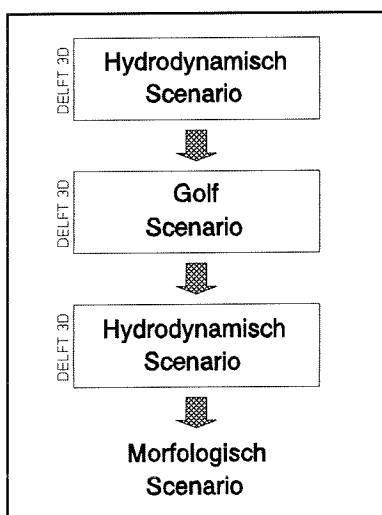 DELFT 3D
Hydrodynamisch
Scenario
DELFT 3D
Golf
Scenario
DELFT 3D
Hydrodynamisch
Scenario
Morfologisch
Scenario